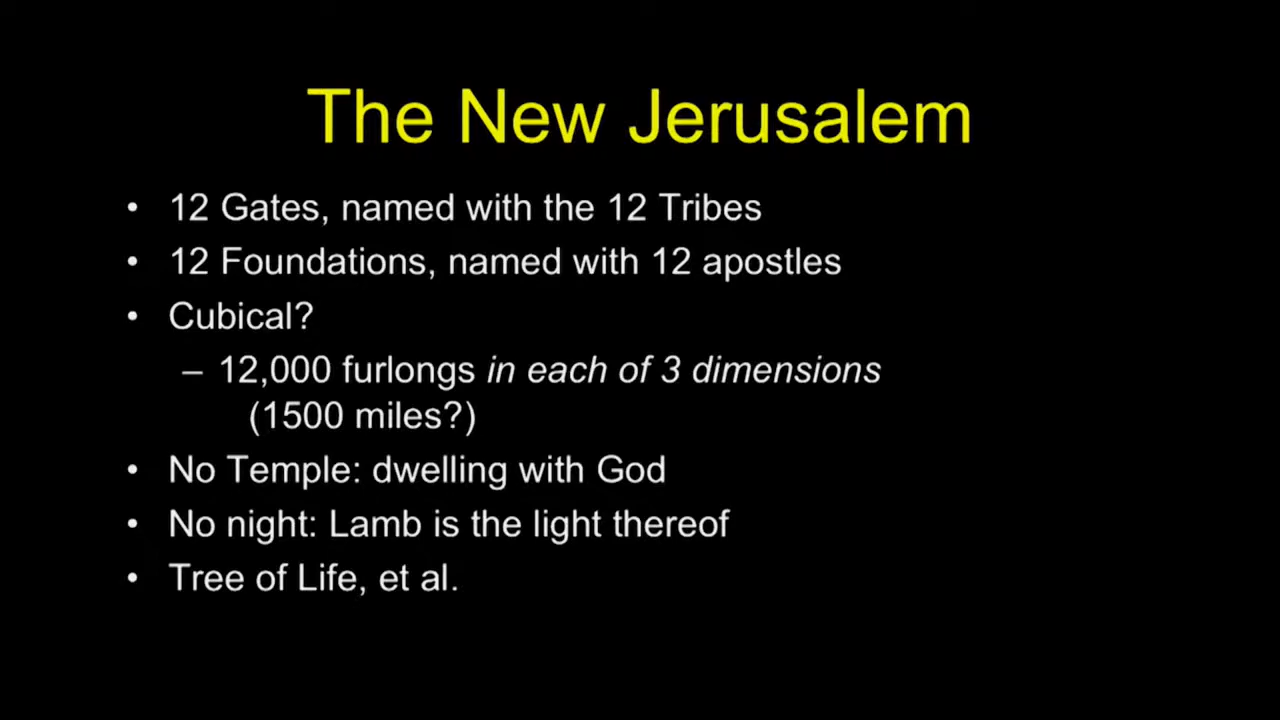 The New Jerusalem
• 12 Gates, named with the 12 Tribes
• 12 Foundations, named with 12 apostles
• Cubical?
– 12,000 furlongs in each of 3 dimensions
(1500 miles?)
• No Temple: dwelling with God
• No night: Lamb is the light thereof
• Tree of Life, et al.